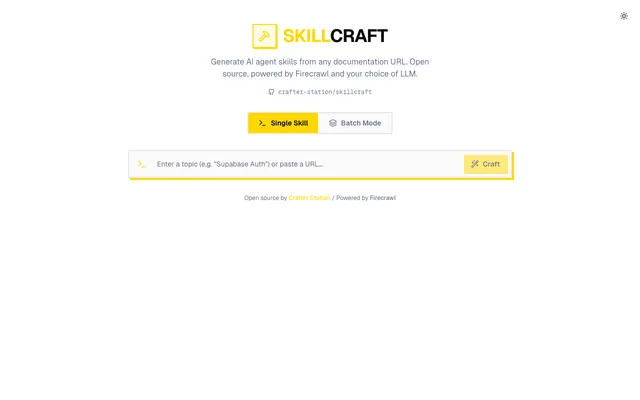 SKILLCRAFT
Generate AI agent skills from any documentation URL. Open
source, powered by Firecrawl and your choice of LLM.
crafter-station/skillcraft
Single Skill
Batch Mode
Enter a topic (e.g. "Supabase Auth") or paste a URL...
Craft
Open source by Crafter Station / Powered by Firecrawl